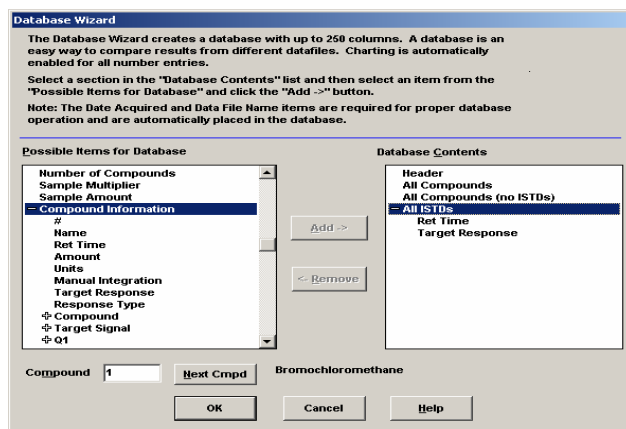 Database Wizard
The Database Wizard creates a database with up to 250 columns. A database is an
easy way to compare results from different datafiles. Charting is automatically
enabled for all number entries.
Select a section in the "Database Contents" list and then select an item from the
"Possible Items for Database" and click the "Add ->" button.
Note: The Date Acquired and Data File Name items are required for proper database
operation and are automatically placed in the database.
Possible Items for Database
Number of Compounds
Sample Multiplier
Sample Amount
− Compound Information
#
Name
Ret Time
Amount
Units
Manual Integration
Target Response
Response Type
+ Compound
+ Target Signal
+ Q1
Add ->
<- Remove
Database Contents
Header
All Compounds
All Compounds (no ISTDs)
− All ISTDs
Ret Time
Target Response
Compound 1 Next Cmpd Bromochloromethane
OK Cancel Help